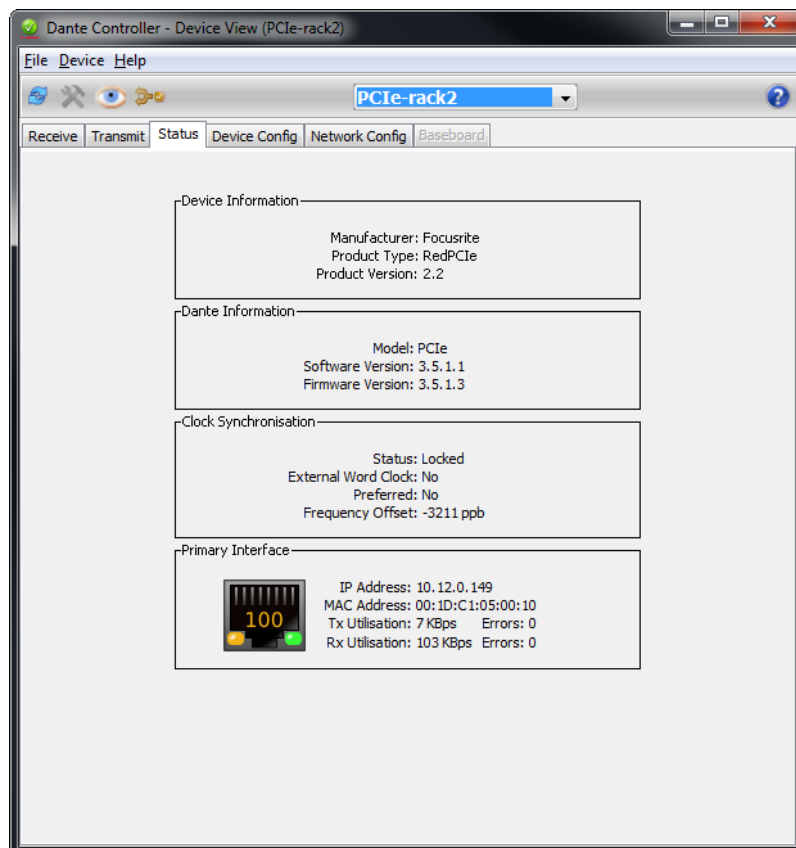 Dante Controller - Device View (PCIe-rack2)
File Device Help
PCIe-rack2
?
Receive Transmit Status Device Config Network Config Baseboard
Device Information
Manufacturer: Focusrite
Product Type: RedPCIe
Product Version: 2.2
Dante Information
Model: PCIe
Software Version: 3.5.1.1
Firmware Version: 3.5.1.3
Clock Synchronisation
Status: Locked
External Word Clock: No
Preferred: No
Frequency Offset: -3211 ppb
Primary Interface
100
IP Address: 10.12.0.149
MAC Address: 00:1D:C1:05:00:10
Tx Utilisation: 7 KBps Errors: 0
Rx Utilisation: 103 KBps Errors: 0